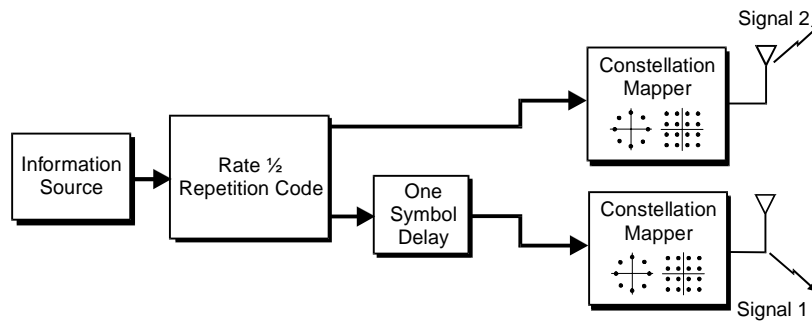 Signal 2
Constellation
Mapper
Information
Source
Rate ½
Repetition Code
One
Symbol
Delay
Constellation
Mapper
Signal 1